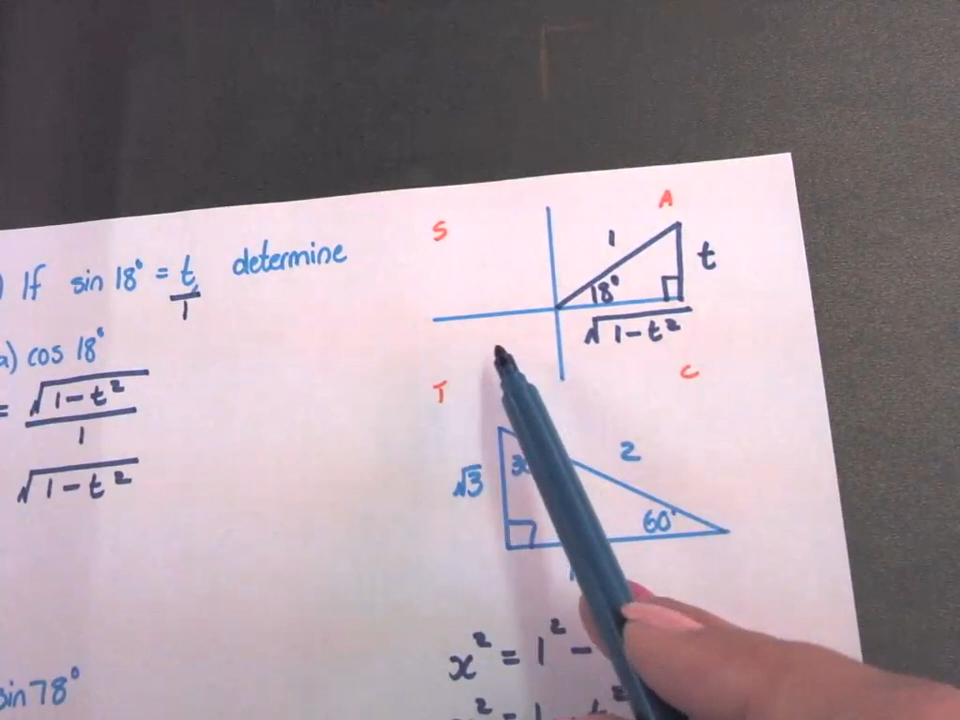 ) If sin 18° = t/1 determine
a) cos 18°
= √(1-t²)/1
√(1-t²)
sin 78°
S
A
T
C
1
t
18°
√(1-t²)
√3
2
60°
x² = 1² -